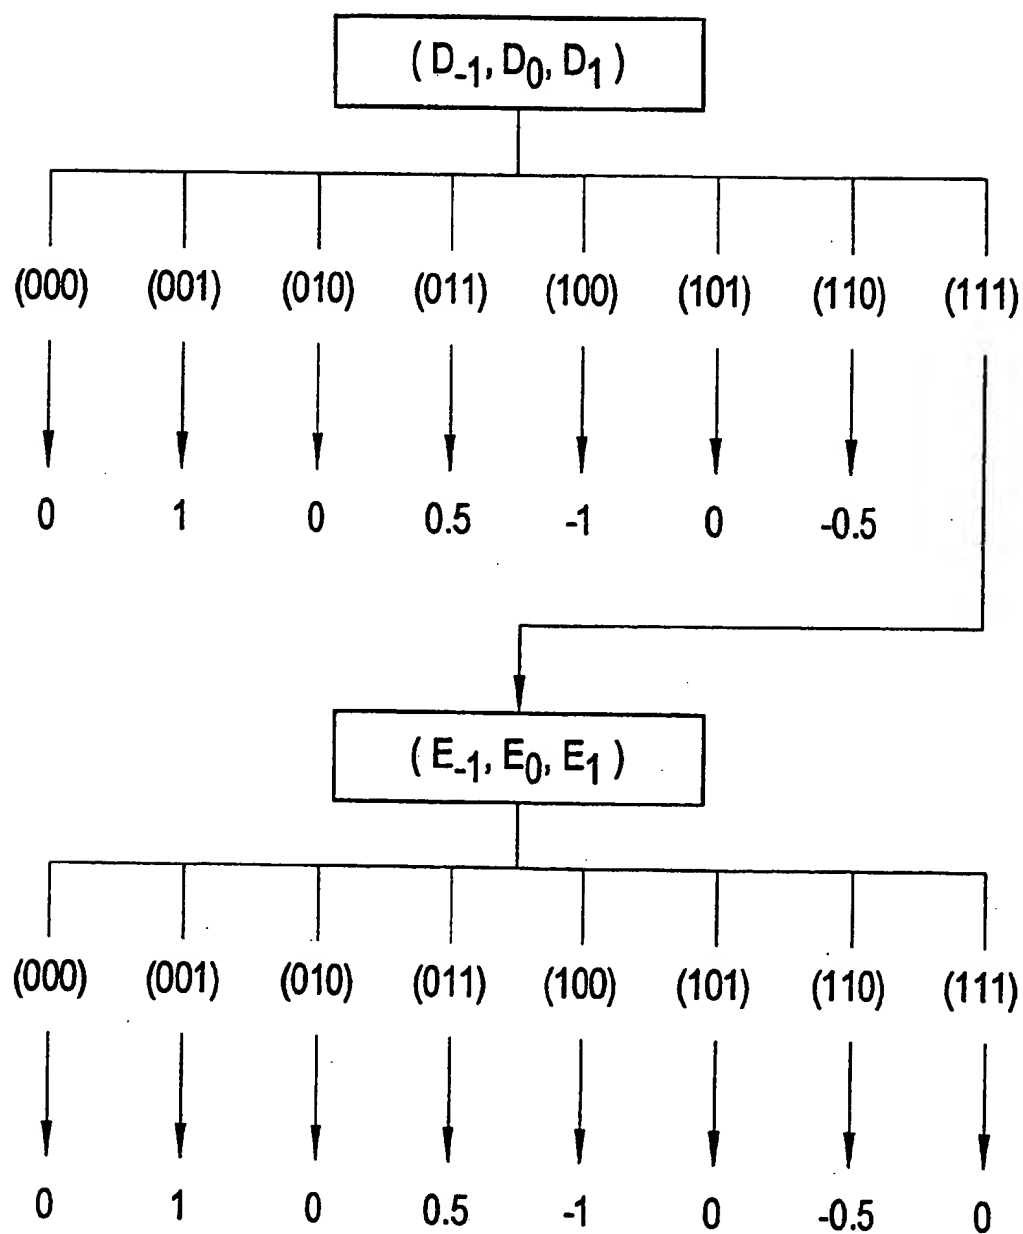 ( D-1, D0, D1 )
(000) (001) (010) (011) (100) (101) (110) (111)
0 1 0 0.5 -1 0 -0.5
( E-1, E0, E1 )
(000) (001) (010) (011) (100) (101) (110) (111)
0 1 0 0.5 -1 0 -0.5 0